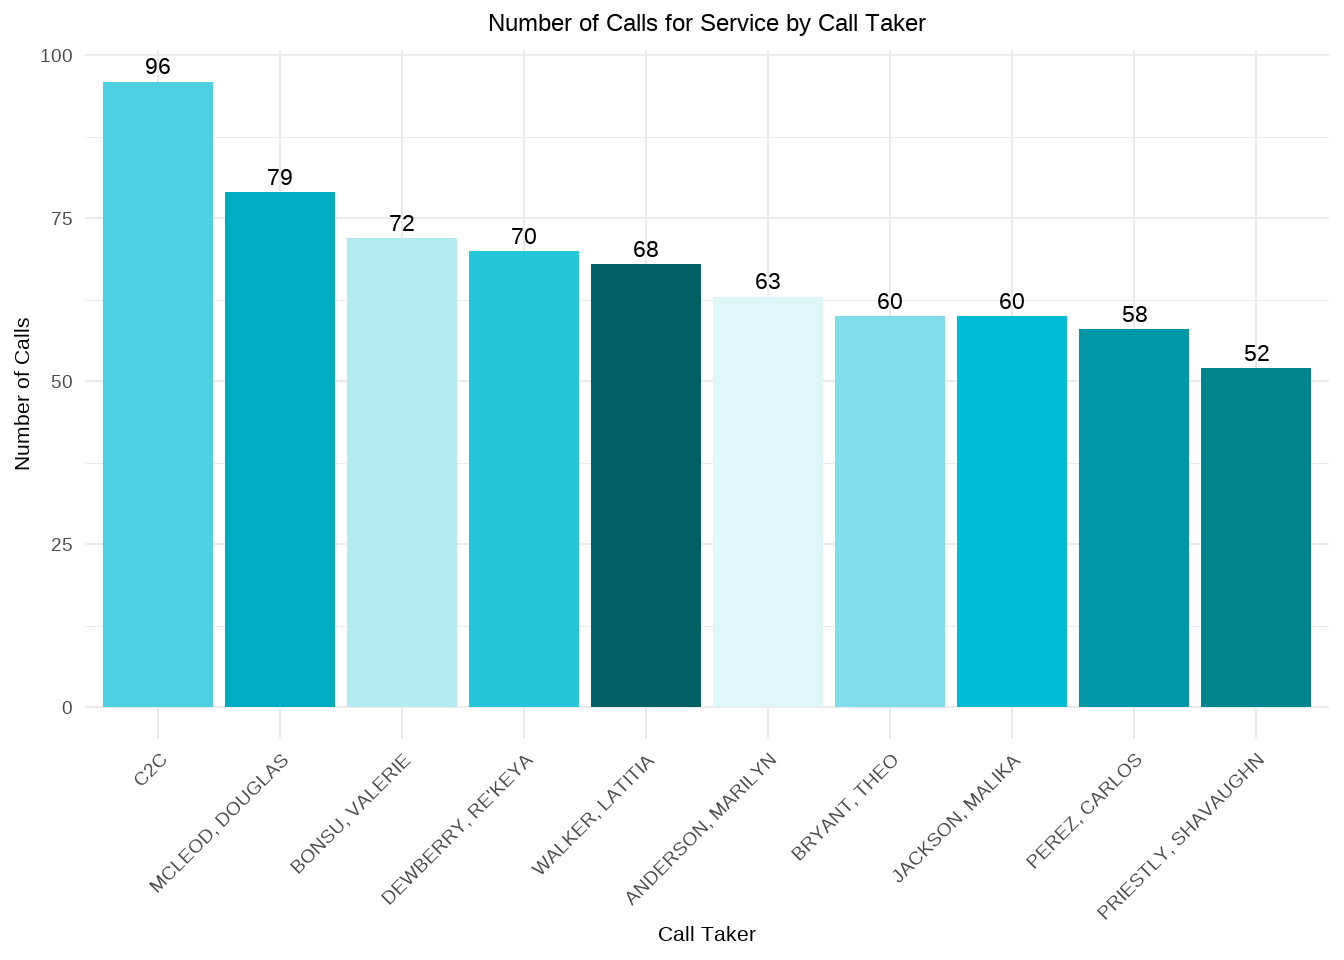 Number of Calls for Service by Call Taker
100
75
50
25
0
Number of Calls
96
79
72
70
68
63
60
60
58
52
C2C
MCLEOD, DOUGLAS
BONSU, VALERIE
DEWBERRY, RE'KEYA
WALKER, LATITIA
ANDERSON, MARILYN
BRYANT, THEO
JACKSON, MALIKA
PEREZ, CARLOS
PRIESTLY, SHAVAUGHN
Call Taker